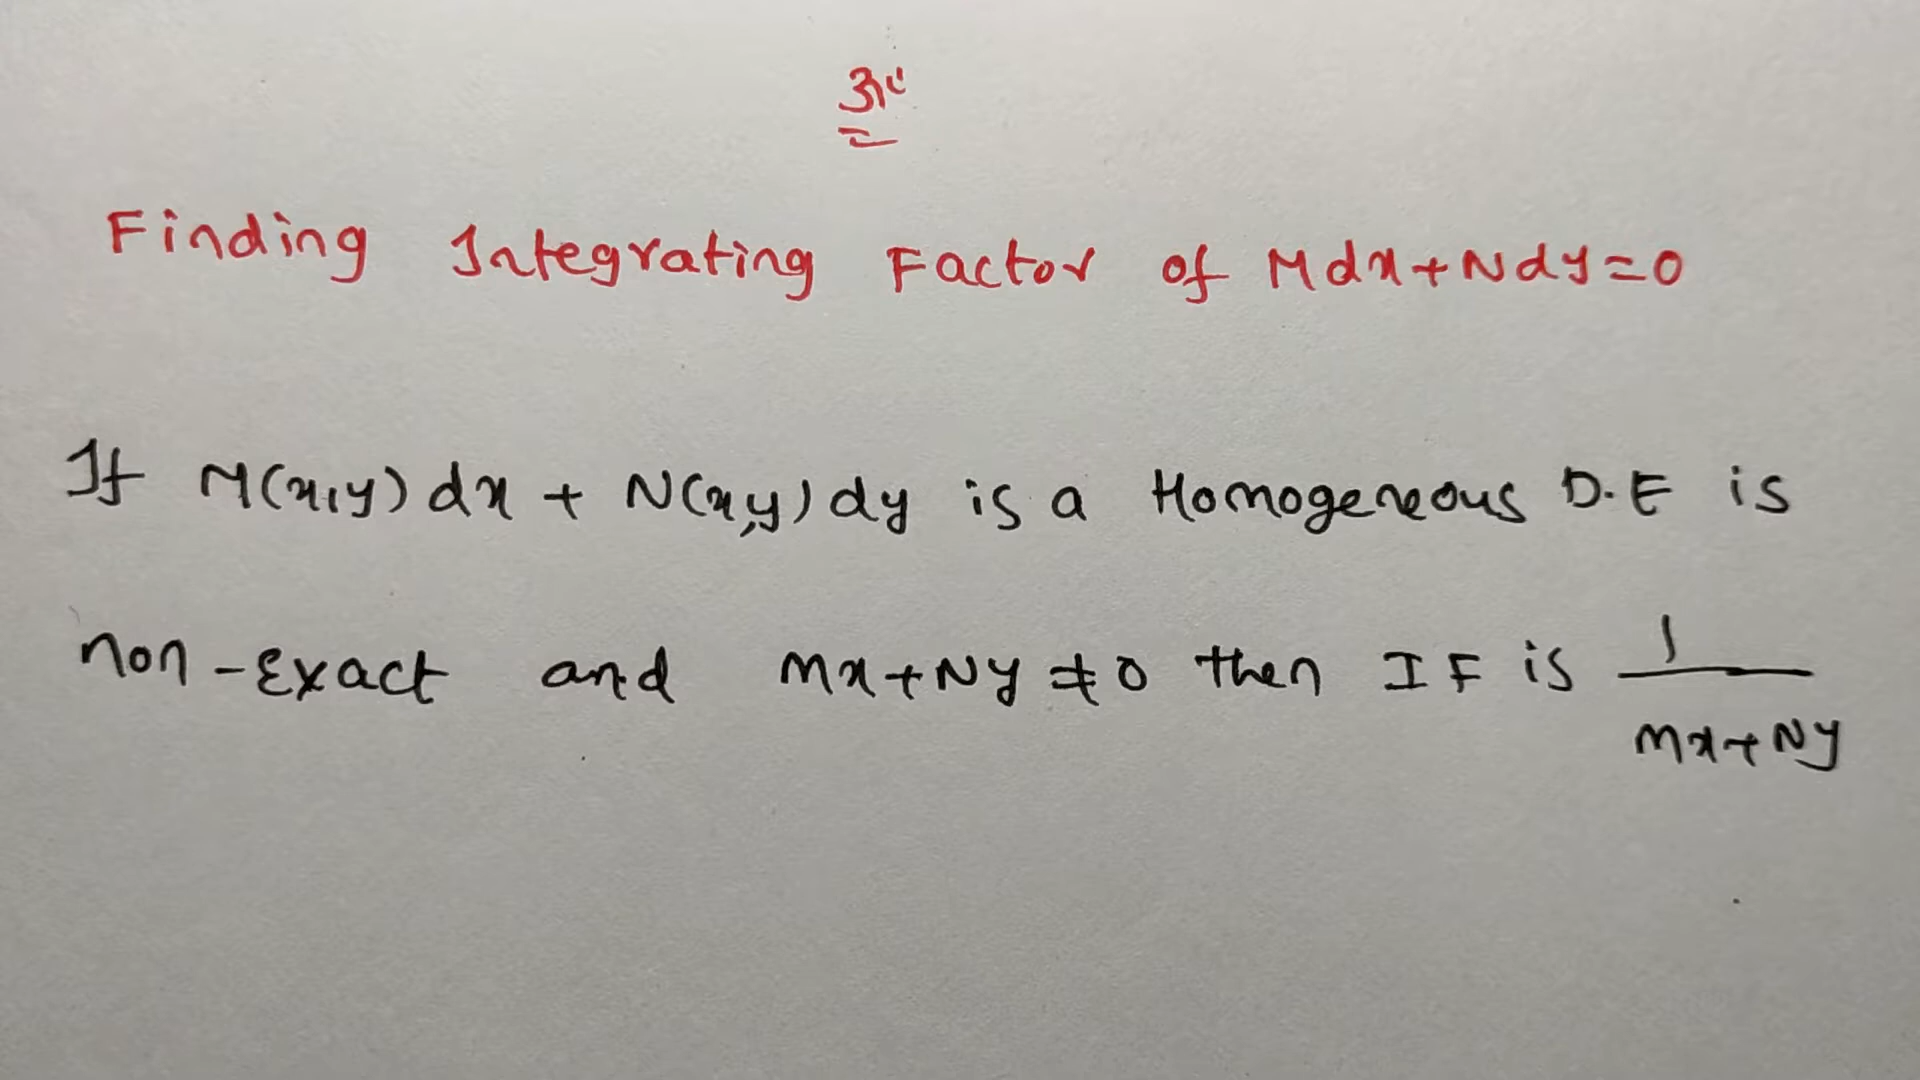 Finding Integrating Factor of Mdx+Ndy=0
If M(x,y)dx + N(x,y)dy is a Homogeneous D.E is
non-Exact and Mx+Ny ≠ 0 then IF is 1/(Mx+Ny)